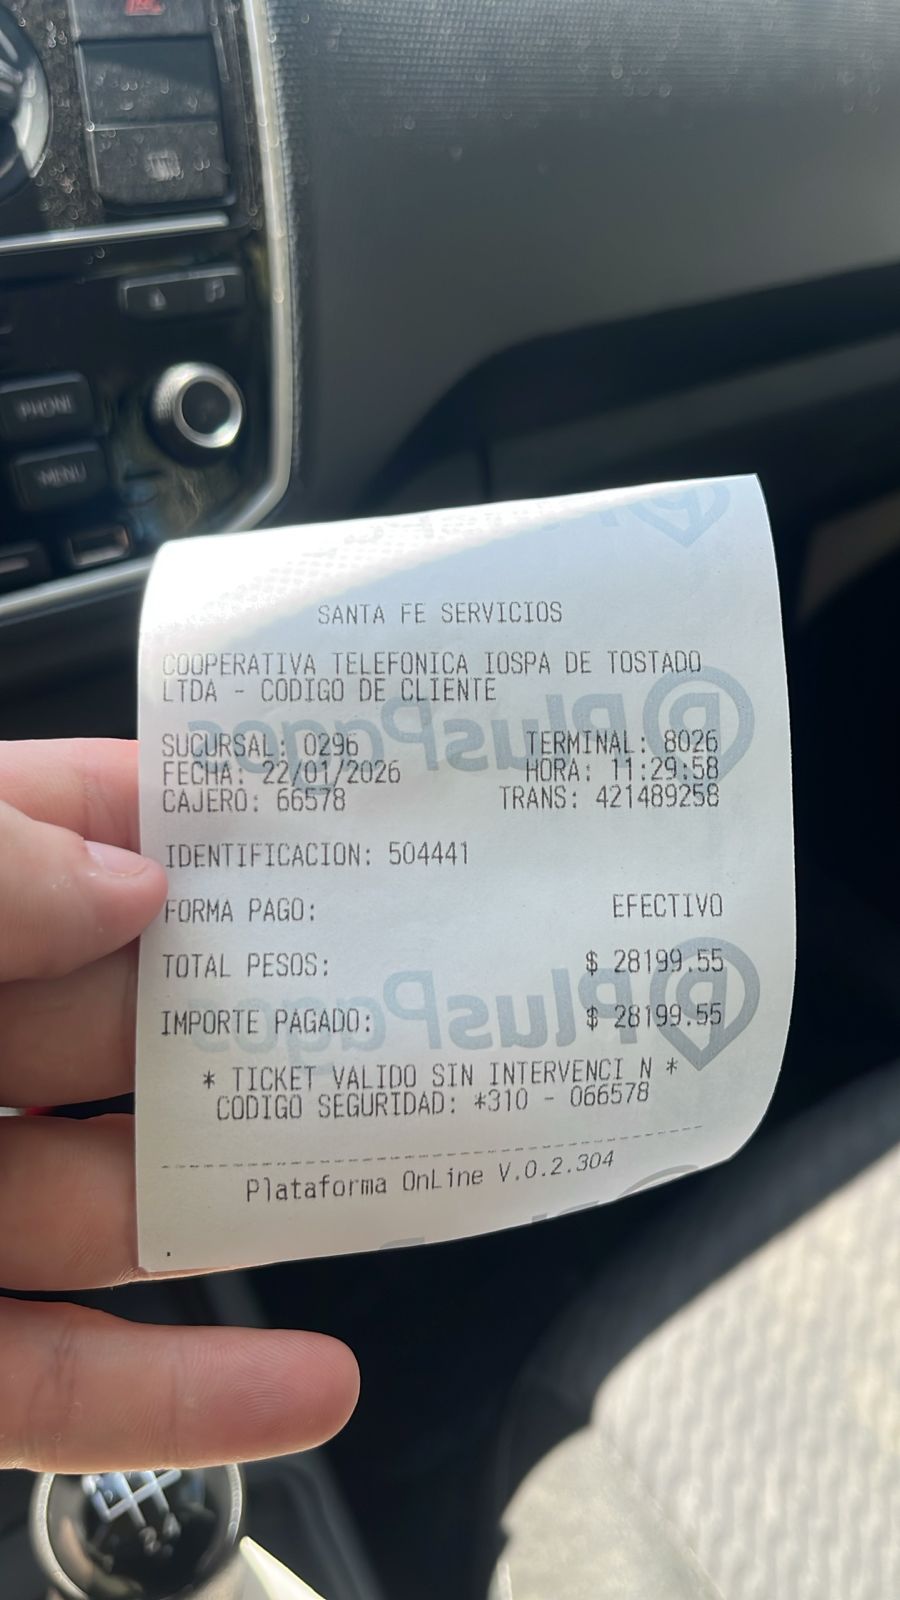 PHONE
MENU
SANTA FE SERVICIOS
COOPERATIVA TELEFONICA IOSPA DE TOSTADO
LTDA - CODIGO DE CLIENTE
SUCURSAL: 0296 TERMINAL: 8026
FECHA: 22/01/2026 HORA: 11:29:58
CAJERO: 66578 TRANS: 421489258
IDENTIFICACION: 504441
FORMA PAGO: EFECTIVO
TOTAL PESOS: $ 28199.55
IMPORTE PAGADO: $ 28199.55
* TICKET VALIDO SIN INTERVENCI N *
CODIGO SEGURIDAD: *310 - 066578
Plataforma OnLine V.0.2.304
PlusPagos
PlusPagos
2 4